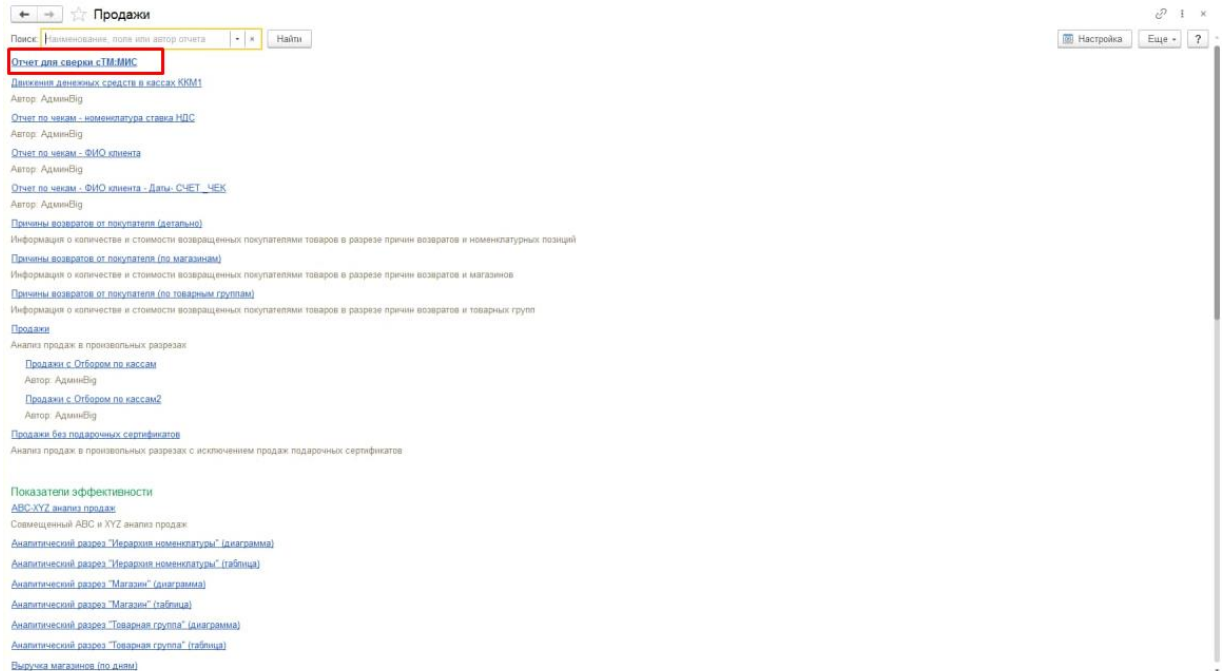 Продажи
Поиск: Наименование, поле или автор отчета Найти Настройка Еще ?
Отчет для сверки сТМ:МИС
Движения денежных средств в кассах ККМ1
Автор: АдминBig
Отчет по чекам - номенклатура ставка НДС
Автор: АдминBig
Отчет по чекам - ФИО клиента
Автор: АдминBig
Отчет по чекам - ФИО клиента - Даты- СЧЕТ_ЧЕК
Автор: АдминBig
Причины возвратов от покупателя (детально)
Информация о количестве и стоимости возвращенных покупателями товаров в разрезе причин возвратов и номенклатурных позиций
Причины возвратов от покупателя (по магазинам)
Информация о количестве и стоимости возвращенных покупателями товаров в разрезе причин возвратов и магазинов
Причины возвратов от покупателя (по товарным группам)
Информация о количестве и стоимости возвращенных покупателями товаров в разрезе причин возвратов и товарных групп
Продажи
Анализ продаж в произвольных разрезах
Продажи с Отбором по кассам
Автор: АдминBig
Продажи с Отбором по кассам2
Автор: АдминBig
Продажи без подарочных сертификатов
Анализ продаж в произвольных разрезах с исключением продаж подарочных сертификатов
Показатели эффективности
ABC-XYZ анализ продаж
Совмещенный ABC и XYZ анализ продаж
Аналитический разрез "Иерархия номенклатуры" (диаграмма)
Аналитический разрез "Иерархия номенклатуры" (таблица)
Аналитический разрез "Магазин" (диаграмма)
Аналитический разрез "Магазин" (таблица)
Аналитический разрез "Товарная группа" (диаграмма)
Аналитический разрез "Товарная группа" (таблица)
Выручка магазинов (по дням)